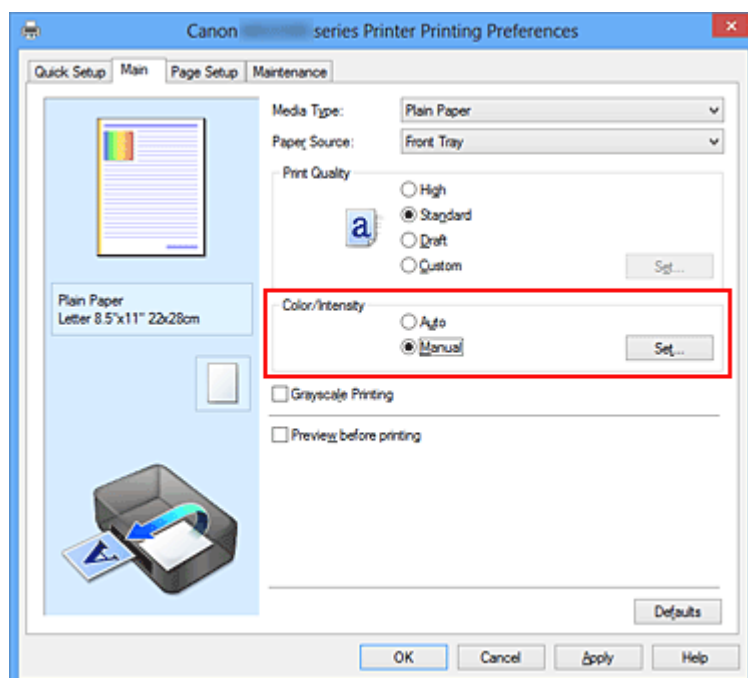 Canon series Printer Printing Preferences
Quick Setup Main Page Setup Maintenance
Media Type: Plain Paper
Paper Source: Front Tray
Print Quality
High
a Standard
Draft
Custom Set...
Plain Paper
Letter 8.5"x11" 22x28cm
Color/Intensity
Auto
Manual Set...
Grayscale Printing
Preview before printing
A
Defaults
OK Cancel Apply Help